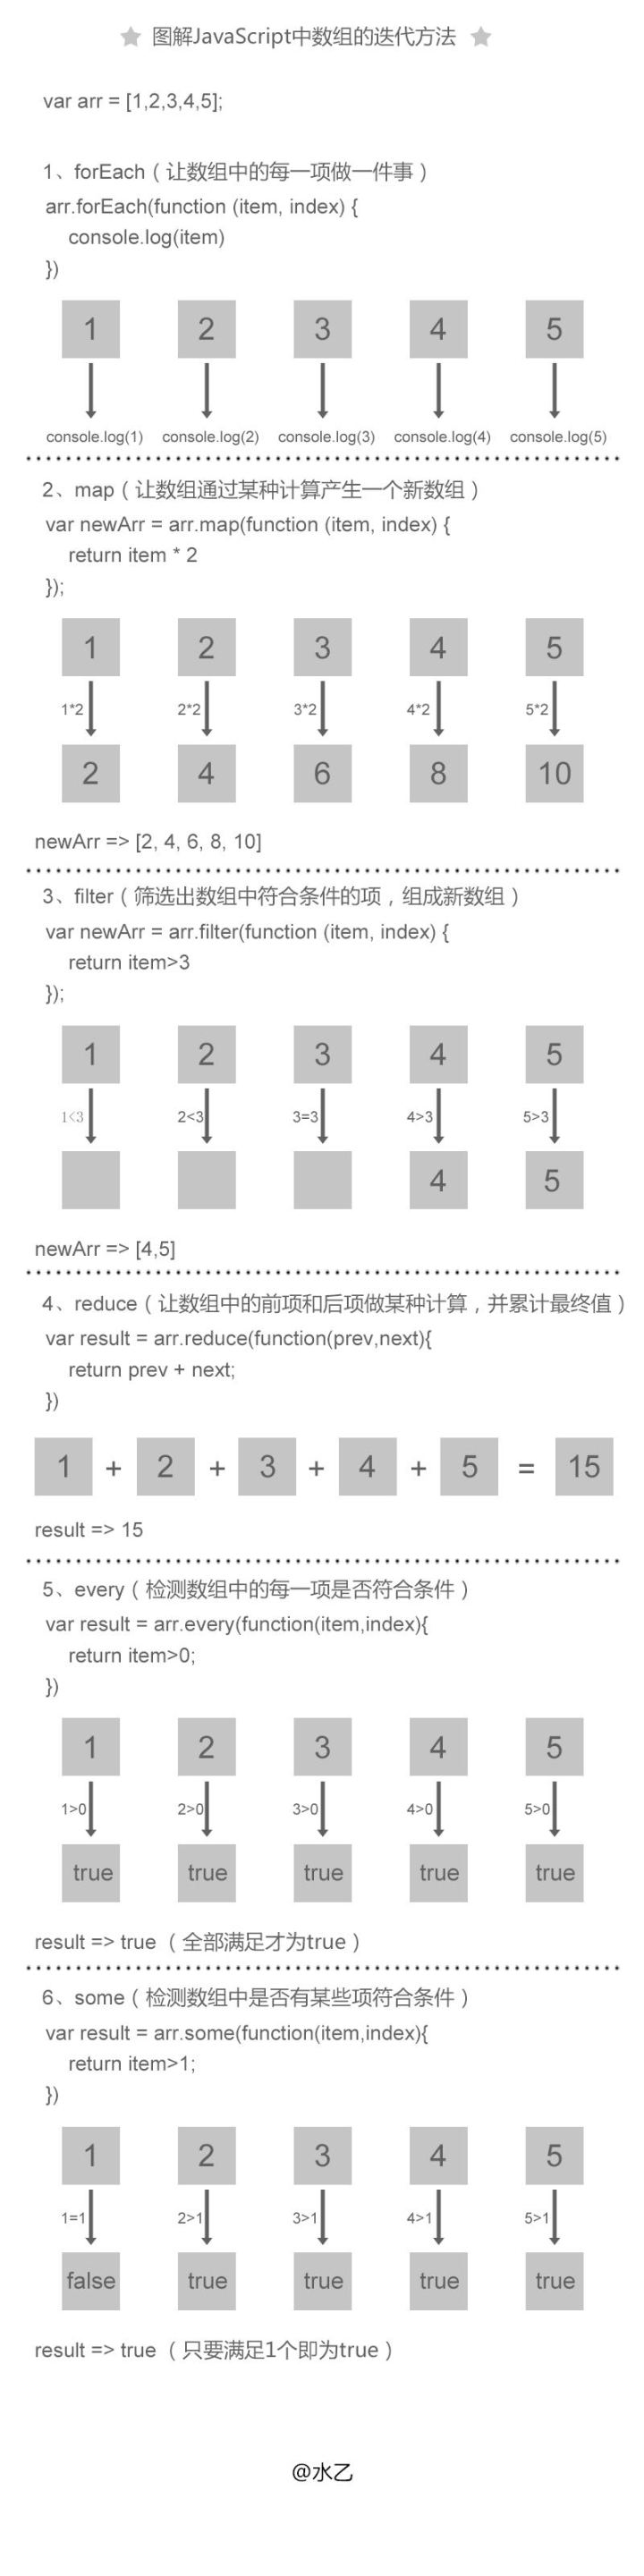 图解JavaScript中数组的迭代方法
var arr = [1,2,3,4,5];
1、forEach（让数组中的每一项做一件事）
arr.forEach(function (item, index) {
console.log(item)
})
1 2 3 4 5
console.log(1) console.log(2) console.log(3) console.log(4) console.log(5)
2、map（让数组通过某种计算产生一个新数组）
var newArr = arr.map(function (item, index) {
return item * 2
});
1 2 3 4 5
1*2 2*2 3*2 4*2 5*2
2 4 6 8 10
newArr => [2, 4, 6, 8, 10]
3、filter（筛选出数组中符合条件的项，组成新数组）
var newArr = arr.filter(function (item, index) {
return item>3
});
1 2 3 4 5
1<3 2<3 3=3 4>3 5>3
4 5
newArr => [4,5]
4、reduce（让数组中的前项和后项做某种计算，并累计最终值）
var result = arr.reduce(function(prev,next){
return prev + next;
})
1 + 2 + 3 + 4 + 5 = 15
result => 15
5、every（检测数组中的每一项是否符合条件）
var result = arr.every(function(item,index){
return item>0;
})
1 2 3 4 5
1>0 2>0 3>0 4>0 5>0
true true true true true
result => true （全部满足才为true）
6、some（检测数组中是否有某些项符合条件）
var result = arr.some(function(item,index){
return item>1;
})
1 2 3 4 5
1=1 2>1 3>1 4>1 5>1
false true true true true
result => true （只要满足1个即为true）
@水乙